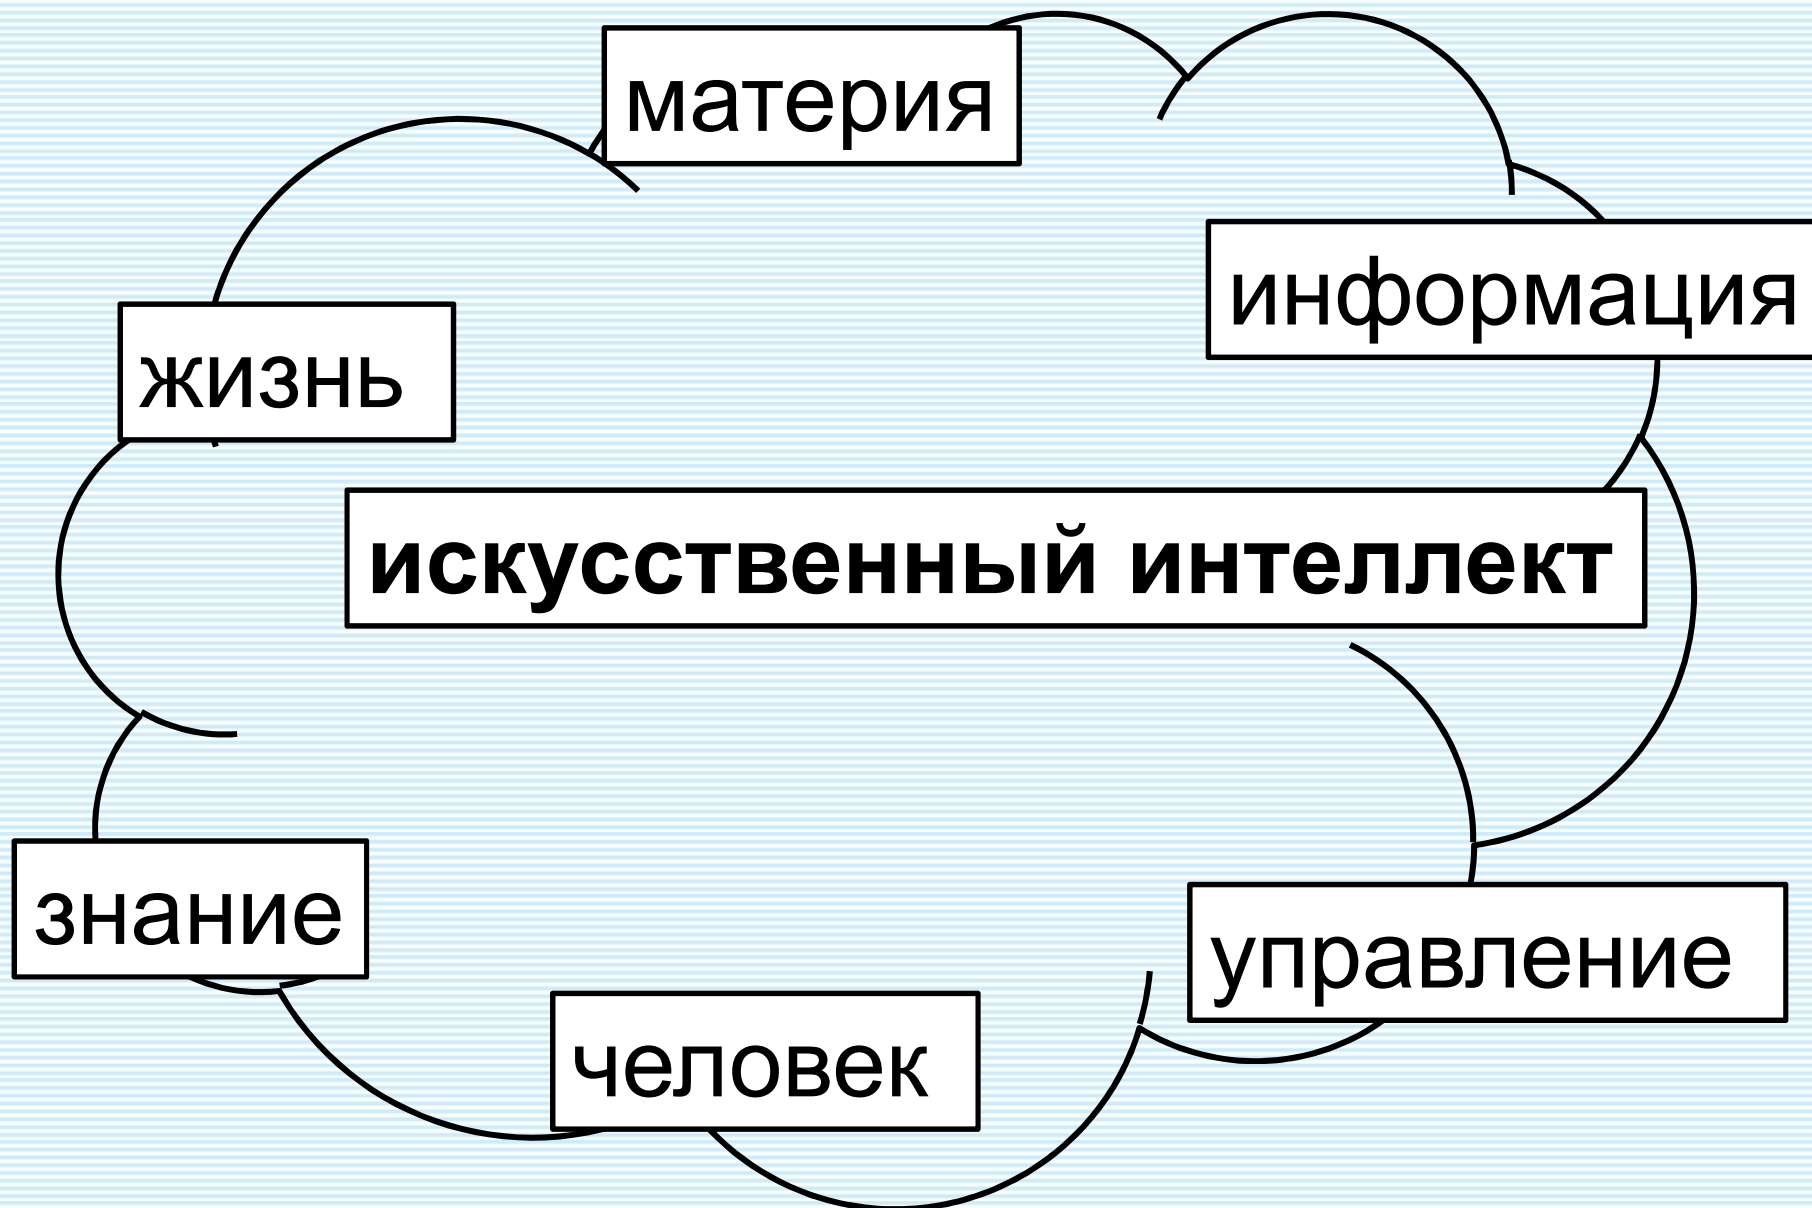 материя
информация
жизнь
искусственный интеллект
знание
управление
человек